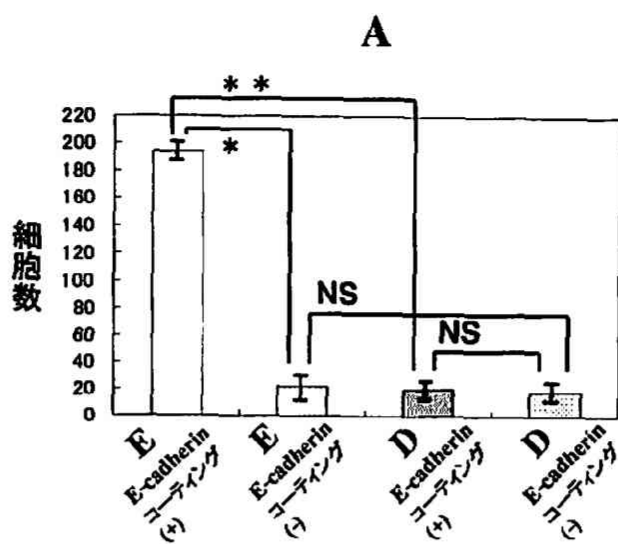 A
* *
*
細胞数
220
200
180
160
140
120
100
80
60
40
20
0
NS
NS
E
E-cadherin
コーティング
(+)
E
E-cadherin
コーティング
(-)
D
E-cadherin
コーティング
(+)
D
E-cadherin
コーティング
(-)